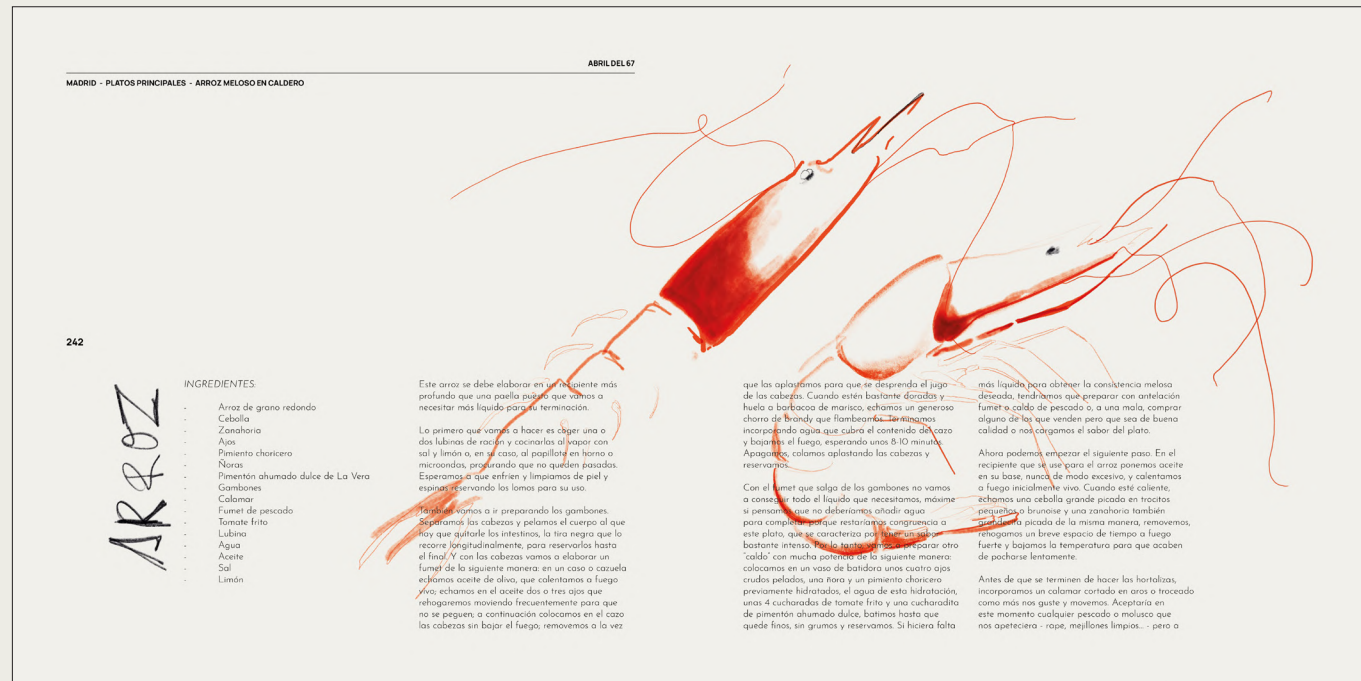 ABRIL DEL 67
MADRID - PLATOS PRINCIPALES - ARROZ MELOSO EN CALDERO
242
ARROZ
INGREDIENTES:
- Arroz de grano redondo
- Cebolla
- Zanahoria
- Ajos
- Pimiento choricero
- Ñoras
- Pimentón ahumado dulce de La Vera
- Gambones
- Calamar
- Fumet de pescado
- Tomate frito
- Lubina
- Agua
- Aceite
- Sal
- Limón
Este arroz se debe elaborar en un recipiente más
profundo que una paella puesto que vamos a
necesitar más líquido para su terminación.
Lo primero que vamos a hacer es coger una o
dos lubinas de ración y cocinarlas al vapor con
sal y limón o, en su caso, al papillote en horno o
microondas, procurando que no queden pasados.
Esperamos a que enfríen y limpiamos de piel y
espinas reservando los lomos para su uso.
También vamos a ir preparando los gambones.
Separamos las cabezas y pelamos el cuerpo al que
hay que quitarle los intestinos, la tira negra que lo
recorre longitudinalmente, para reservarlos hasta
el final. Y con las cabezas vamos a elaborar un
fumet de la siguiente manera: en un caso o cazuela
echamos aceite de oliva, que calentamos a fuego
vivo; echamos en el aceite dos o tres ajos que
rehogaremos moviendo frecuentemente para que
no se peguen; a continuación colocamos en el cazo
las cabezas sin bajar el fuego; removemos a la vez
que las aplastamos para que se desprenda el jugo
de las cabezas. Cuando estén bastante dorados y
huela a barbacoa de marisco, echamos un generoso
chorro de Brandy que flambeamos. Terminamos
incorporando agua que cubra el contenido del cazo
y bajamos el fuego, esperando unos 8-10 minutos.
Apagamos, colamos aplastando las cabezas y
reservamos.
Con el fumet que salga de los gambones no vamos
a conseguir todo el líquido que necesitamos, máxime
si pensamos que no deberíamos añadir agua
para completar porque restaríamos congruencia a
este plato, que se caracteriza por tener un sabor
bastante intenso. Por lo tanto, vamos a preparar otro
"caldo" con mucha potencia de la siguiente manera:
colocamos en un vaso de batidora unos cuatro ajos
crudos pelados, una ñora y un pimiento choricero
previamente hidratados, el agua de esta hidratación,
unas 4 cucharadas de tomate frito y una cucharadita
de pimentón ahumado dulce, batimos hasta que
quede finos, sin grumos y reservamos. Si hiciera falta
más líquido para obtener la consistencia melosa
deseada, tendríamos que preparar con antelación
fumet o caldo de pescado o, a una mala, comprar
alguno de los que venden pero que sea de buena
calidad o nos cargamos el sabor del plato.
Ahora podemos empezar el siguiente paso. En el
recipiente que se use para el arroz ponemos aceite
en su base, nunca de modo excesivo, y calentamos
a fuego inicialmente vivo. Cuando esté caliente,
echamos una cebolla grande picada en trocitos
pequeños o brunoise y una zanahoria también
grandecita picada de la misma manera, removemos,
rehogamos un breve espacio de tiempo a fuego
fuerte y bajamos la temperatura para que acaben
de pocharse lentamente.
Antes de que se terminen de hacer las hortalizas,
incorporamos un calamar cortado en aros o troceado
como más nos guste y movemos. Aceptaría en
este momento cualquier pescado o molusco que
nos apeteciera - rape, mejillones limpios... - pero a